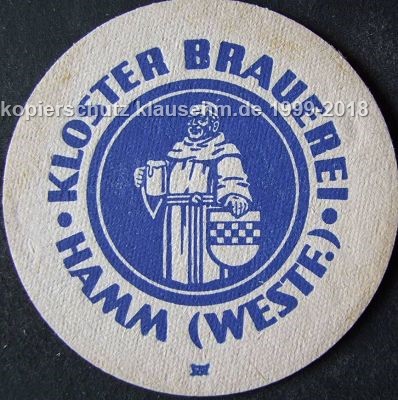 • KLOSTER BRAUEREI •
HAMM (WESTF.)
kopierschutz klausehm.de 1999-2018